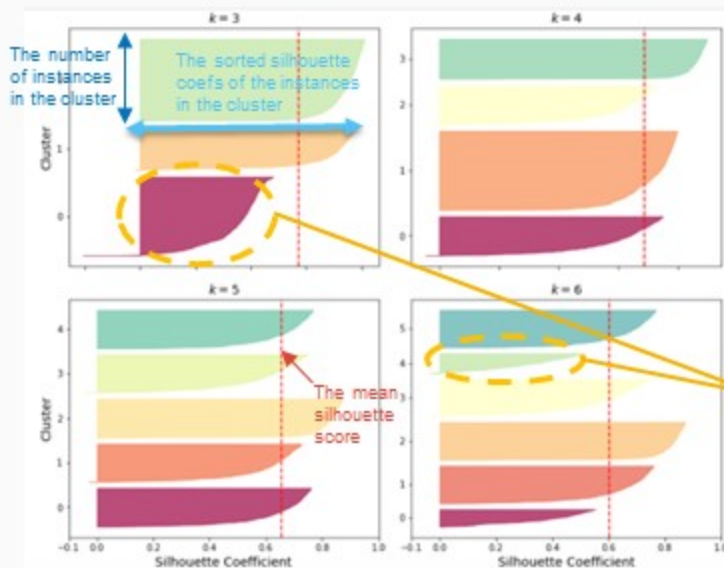 k = 3
k = 4
The number
of instances
in the cluster
The sorted silhouette
coefs of the instances
in the cluster
Cluster
1
0
3
2
1
0
k = 5
k = 6
Cluster
4
3
2
1
0
The mean
silhouette
score
5
4
3
2
1
0
-0.1 0.0 0.2 0.4 0.6 0.8 1.0
-0.1 0.0 0.2 0.4 0.6 0.8 1.0
Silhouette Coefficient
Silhouette Coefficient